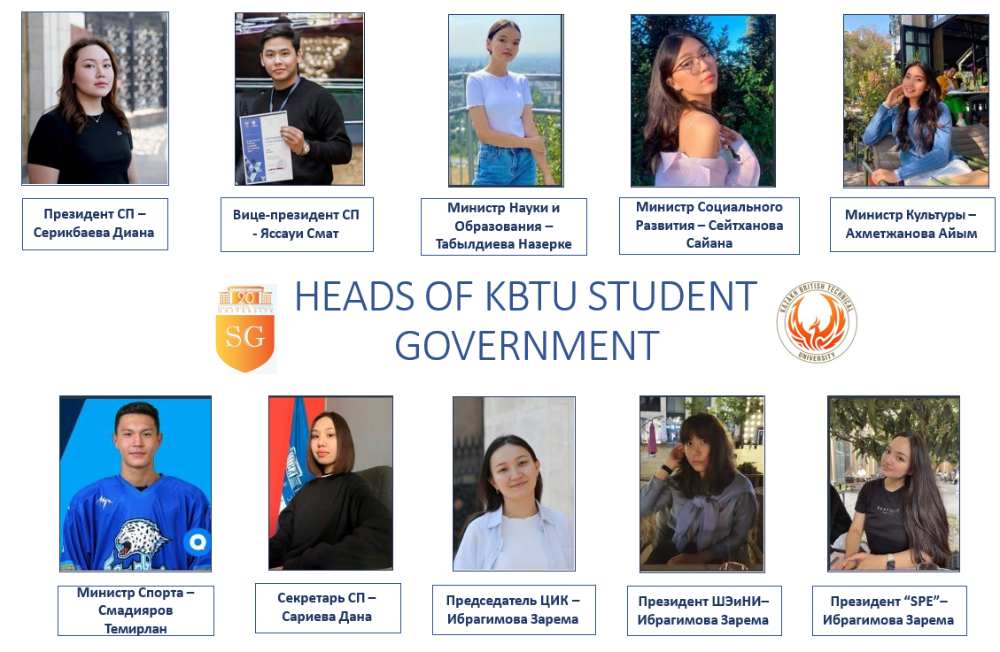 Президент СП –
Серикбаева Диана
Вице-президент СП
- Яссауи Смат
Министр Науки и
Образования –
Табылдиева Назерке
Министр Социального
Развития – Сейтханова
Сайана
Министр Культуры –
Ахметжанова Айым
20
UNIVERSITY
SG
HEADS OF KBTU STUDENT
GOVERNMENT
KAZAKH BRITISH TECHNICAL
UNIVERSITY
Министр Спорта –
Смадияров
Темирлан
Секретарь СП –
Сариева Дана
Председатель ЦИК –
Ибрагимова Зарема
Президент ШЭиНИ–
Ибрагимова Зарема
Президент “SPE”–
Ибрагимова Зарема